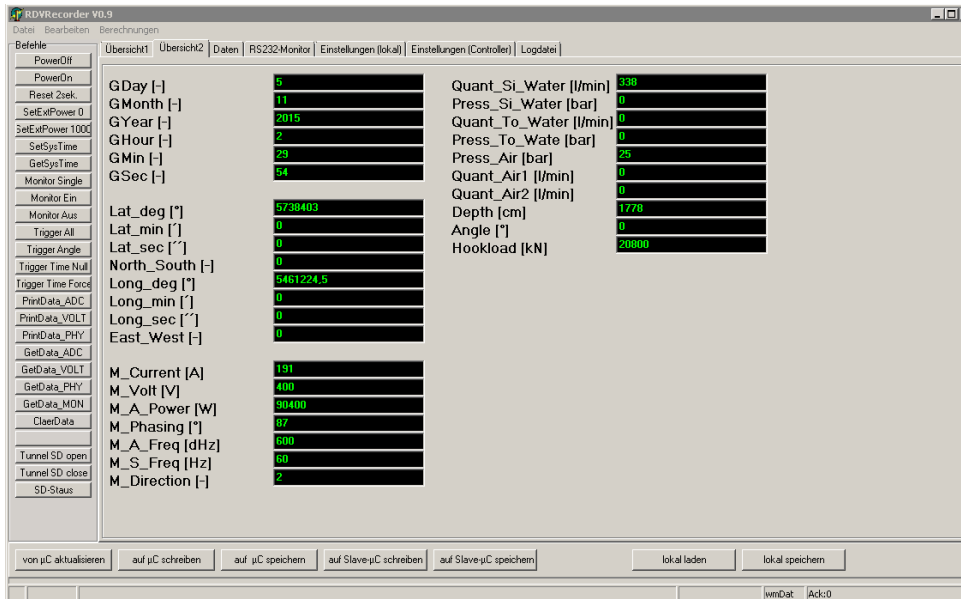 RDVRecorder V0.9
Datei Bearbeiten Berechnungen
Befehle
Übersicht1 Übersicht2 Daten RS232-Monitor Einstellungen (lokal) Einstellungen (Controller) Logdatei
PowerOff
PowerOn
Reset 2sek.
SetExtPower 0
SetExtPower 1000
SetSysTime
GetSysTime
Monitor Single
Monitor Ein
Monitor Aus
Trigger All
Trigger Angle
Trigger Time Null
Trigger Time Force
PrintData_ADC
PrintData_VOLT
PrintData_PHY
GetData_ADC
GetData_VOLT
GetData_PHY
GetData_MON
ClaerData
Tunnel SD open
Tunnel SD close
SD-Staus
GDay [-] 5
GMonth [-] 11
GYear [-] 2015
GHour [-] 2
GMin [-] 29
GSec [-] 54
Lat_deg [°] 5738403
Lat_min [´] 0
Lat_sec [´´] 0
North_South [-] 0
Long_deg [°] 5461224,5
Long_min [´] 0
Long_sec [´´] 0
East_West [-] 0
M_Current [A] 191
M_Volt [V] 400
M_A_Power [W] 90400
M_Phasing [°] 87
M_A_Freq [dHz] 600
M_S_Freq [Hz] 60
M_Direction [-] 2
Quant_Si_Water [l/min] 338
Press_Si_Water [bar] 0
Quant_To_Water [l/min] 0
Press_To_Wate [bar] 0
Press_Air [bar] 25
Quant_Air1 [l/min] 0
Quant_Air2 [l/min] 0
Depth [cm] 1778
Angle [°] 0
Hookload [kN] 20800
von µC aktualisieren auf µC schreiben auf µC speichern auf Slave-µC schreiben auf Slave-µC speichern lokal laden lokal speichern
wmDat Ack:0